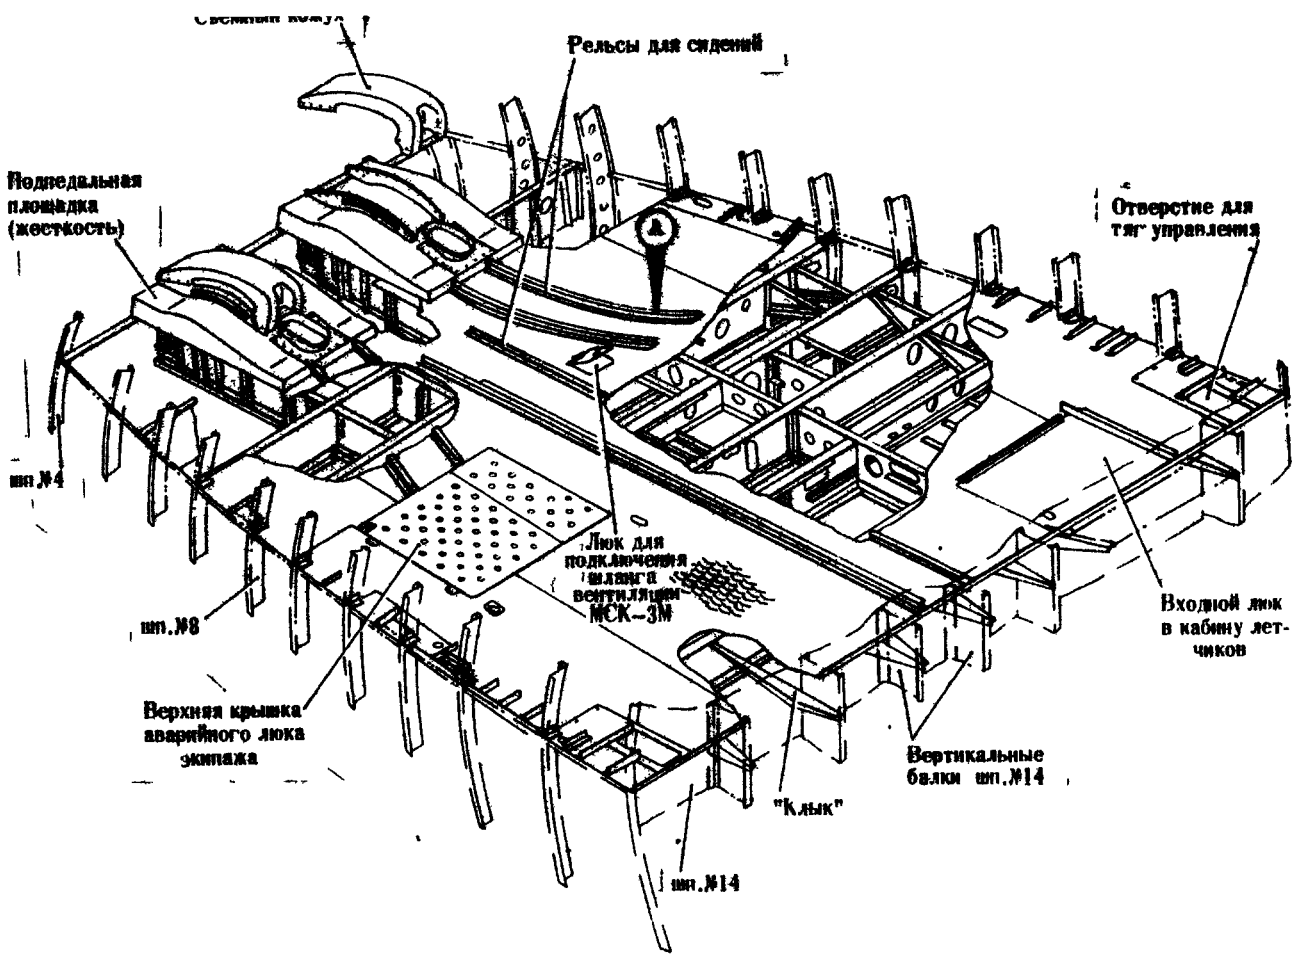 Съемный кожух
Рельсы для сидений
Подпедальная
площадка
(жесткость)
А
Отверстие для
тяг управления
шп.№4
Люк для
подключения
шланга
вентиляции
МСК-3М
шп.№8
Входной люк
в кабину лет-
чиков
Верхняя крышка
аварийного люка
экипажа
Вертикальные
балки шп.№14
"Клык"
шп.№14